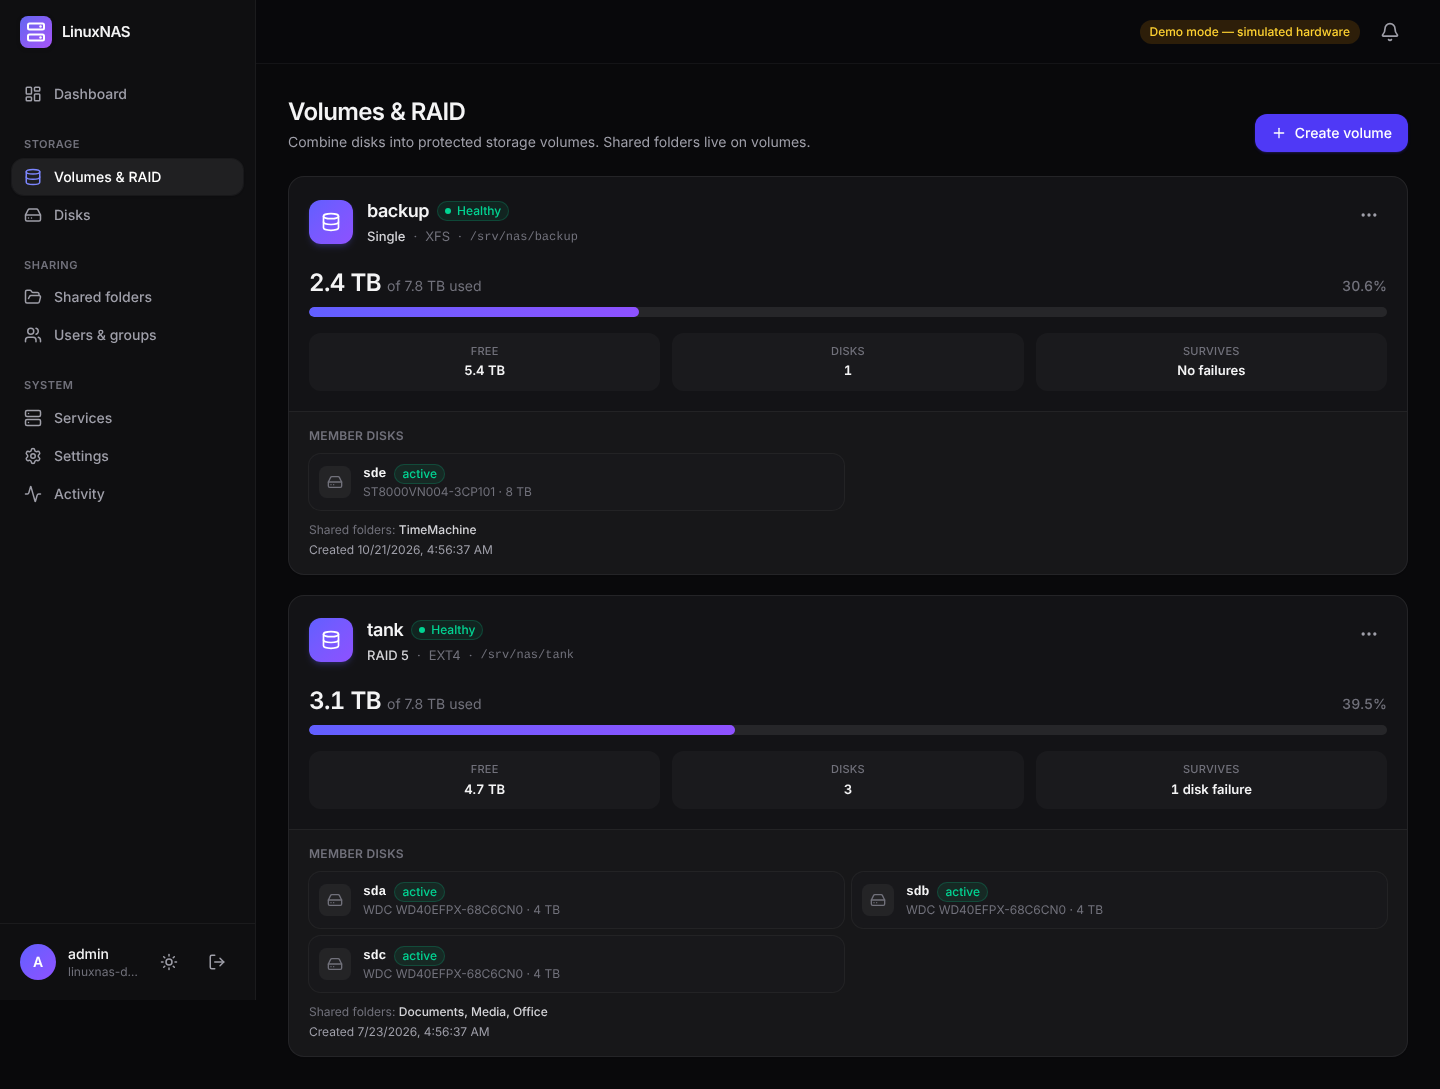 LinuxNAS
Demo mode — simulated hardware
Dashboard
STORAGE
Volumes & RAID
Disks
SHARING
Shared folders
Users & groups
SYSTEM
Services
Settings
Activity
A
admin
linuxnas-d...
Volumes & RAID
Combine disks into protected storage volumes. Shared folders live on volumes.
Create volume
backup Healthy
Single · XFS · /srv/nas/backup
2.4 TB of 7.8 TB used 30.6%
FREE
5.4 TB
DISKS
1
SURVIVES
No failures
MEMBER DISKS
sde active
ST8000VN004-3CP101 · 8 TB
Shared folders: TimeMachine
Created 10/21/2026, 4:56:37 AM
tank Healthy
RAID 5 · EXT4 · /srv/nas/tank
3.1 TB of 7.8 TB used 39.5%
FREE
4.7 TB
DISKS
3
SURVIVES
1 disk failure
MEMBER DISKS
sda active
WDC WD40EFPX-68C6CN0 · 4 TB
sdb active
WDC WD40EFPX-68C6CN0 · 4 TB
sdc active
WDC WD40EFPX-68C6CN0 · 4 TB
Shared folders: Documents, Media, Office
Created 7/23/2026, 4:56:37 AM